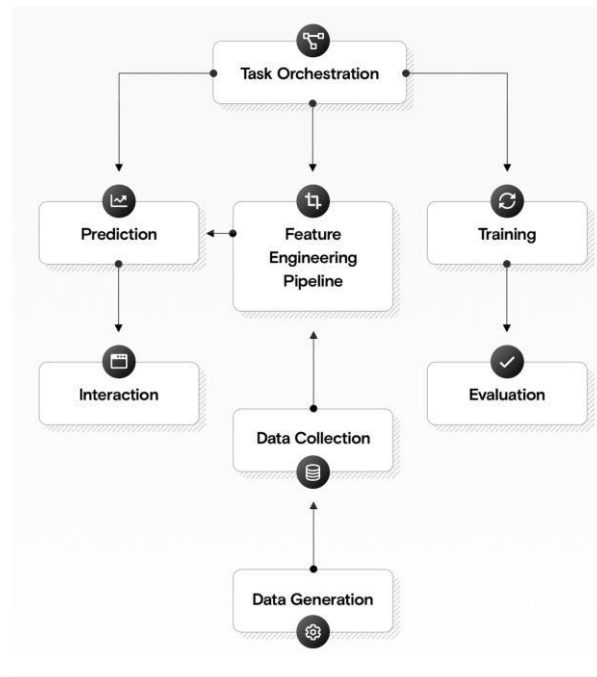 Task Orchestration
Prediction
Feature
Engineering
Pipeline
Training
Interaction
Evaluation
Data Collection
Data Generation